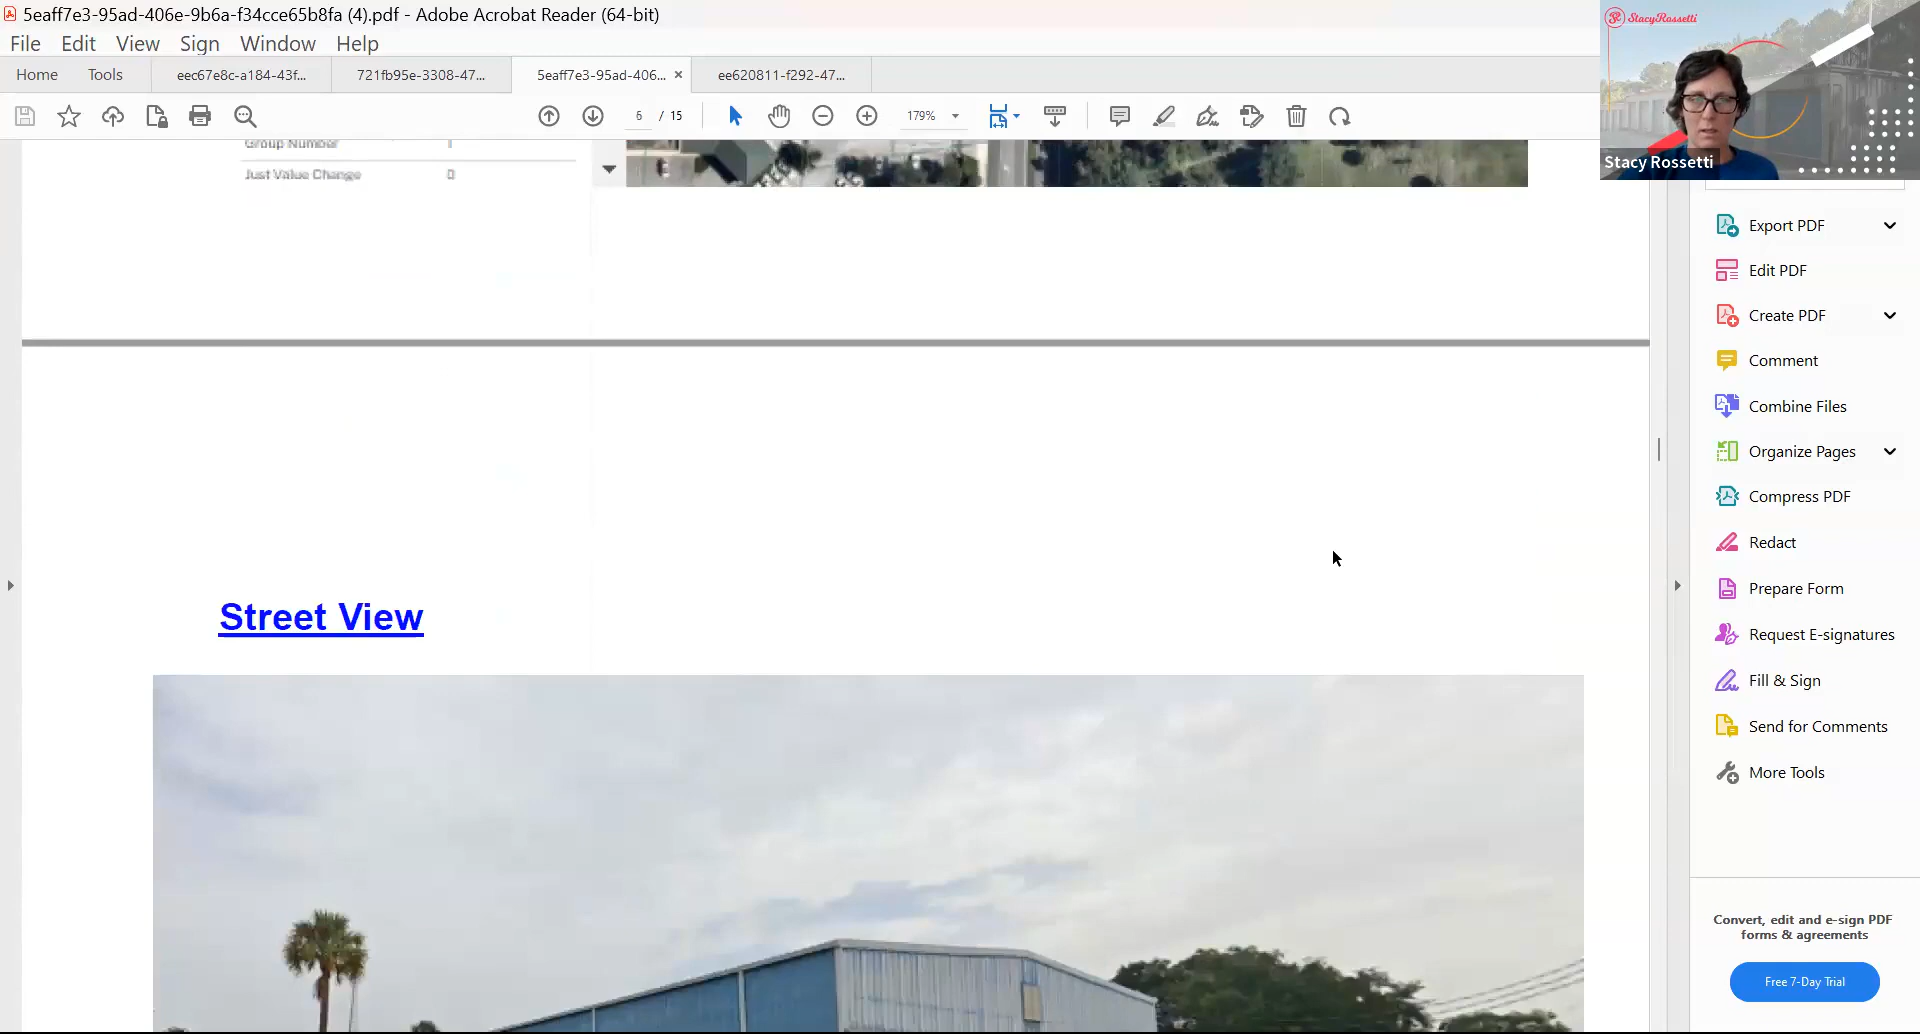 5eaff7e3-95ad-406e-9b6a-f34cce65b8fa (4).pdf - Adobe Acrobat Reader (64-bit)
File Edit View Sign Window Help
Home Tools eec67e8c-a184-43f... 721fb95e-3308-47... 5eaff7e3-95ad-406... ee620811-f292-47...
6 / 15 179%
StacyRossetti
Stacy Rossetti
Group Number 1
Just Value Change 0
Street View
Export PDF
Edit PDF
Create PDF
Comment
Combine Files
Organize Pages
Compress PDF
Redact
Prepare Form
Request E-signatures
Fill & Sign
Send for Comments
More Tools
Convert, edit and e-sign PDF
forms & agreements
Free 7-Day Trial